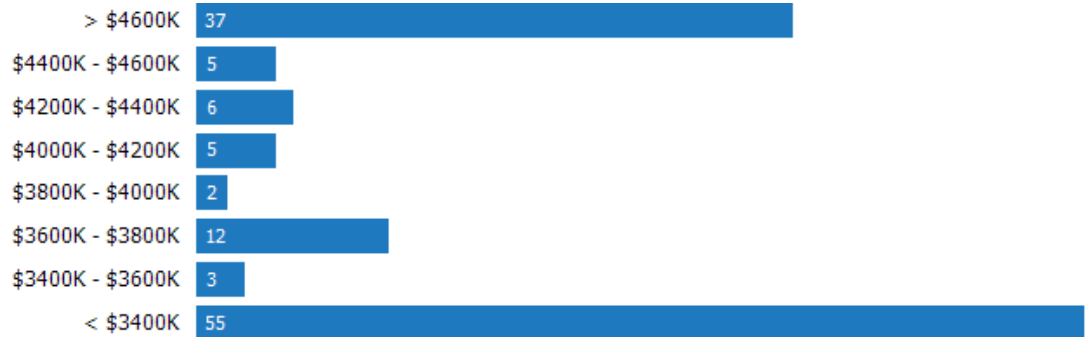 > $4600K 37
$4400K - $4600K 5
$4200K - $4400K 6
$4000K - $4200K 5
$3800K - $4000K 2
$3600K - $3800K 12
$3400K - $3600K 3
< $3400K 55